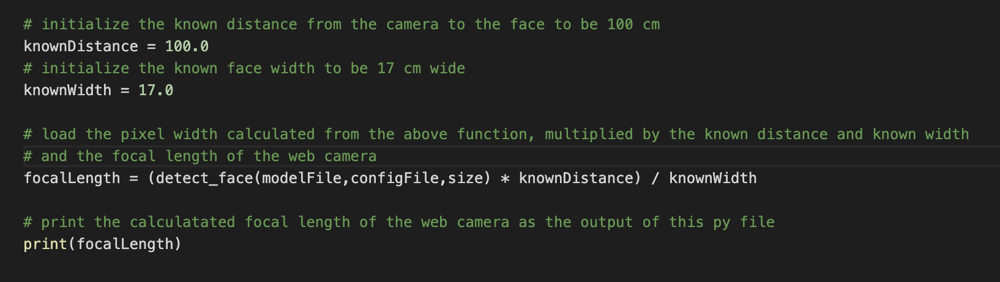 # initialize the known distance from the camera to the face to be 100 cm
knownDistance = 100.0
# initialize the known face width to be 17 cm wide
knownWidth = 17.0
# load the pixel width calculated from the above function, multiplied by the known distance and known width
# and the focal length of the web camera
focalLength = (detect_face(modelFile,configFile,size) * knownDistance) / knownWidth
# print the calculatated focal length of the web camera as the output of this py file
print(focalLength)